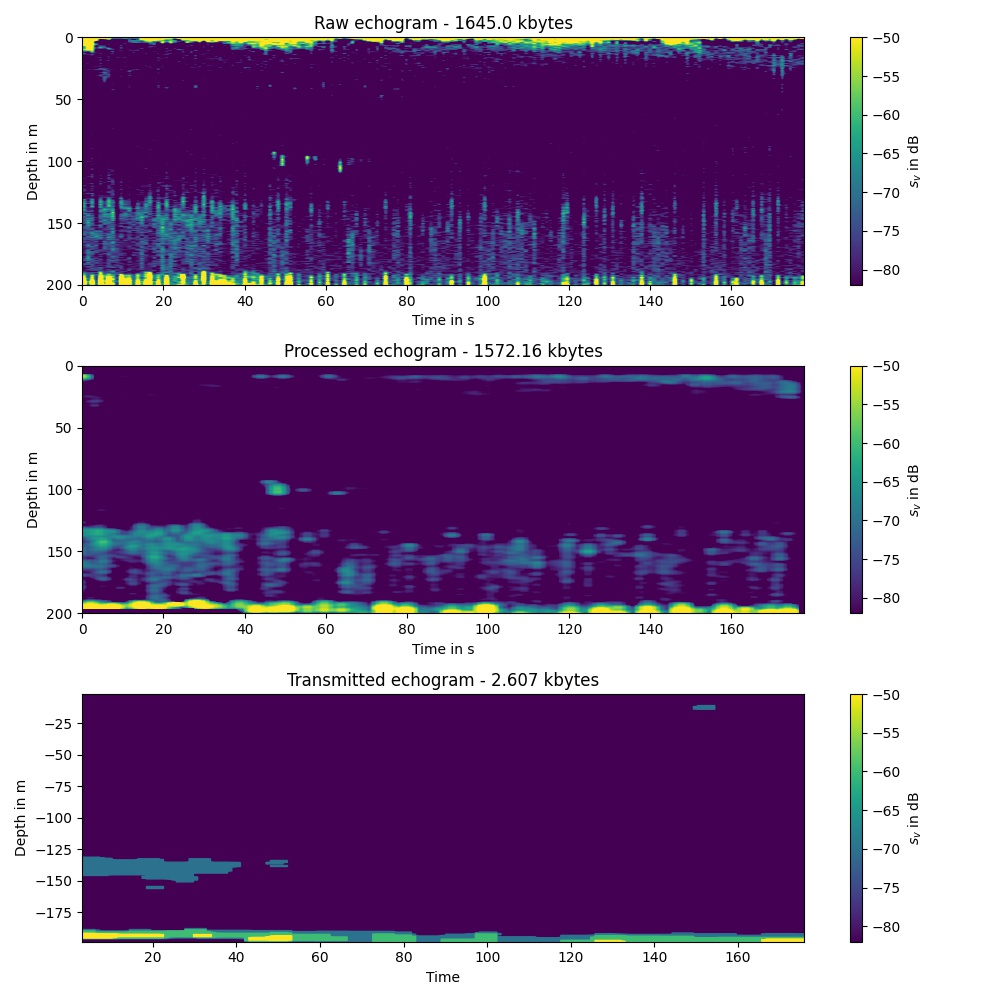 Raw echogram - 1645.0 kbytes
0
50
100
150
200
Depth in m
0 20 40 60 80 100 120 140 160
Time in s
−50
−55
−60
−65
−70
−75
−80
sv in dB
Processed echogram - 1572.16 kbytes
0
50
100
150
200
Depth in m
0 20 40 60 80 100 120 140 160
Time in s
−50
−55
−60
−65
−70
−75
−80
sv in dB
Transmitted echogram - 2.607 kbytes
−25
−50
−75
−100
−125
−150
−175
Depth in m
20 40 60 80 100 120 140 160
Time
−50
−55
−60
−65
−70
−75
−80
sv in dB